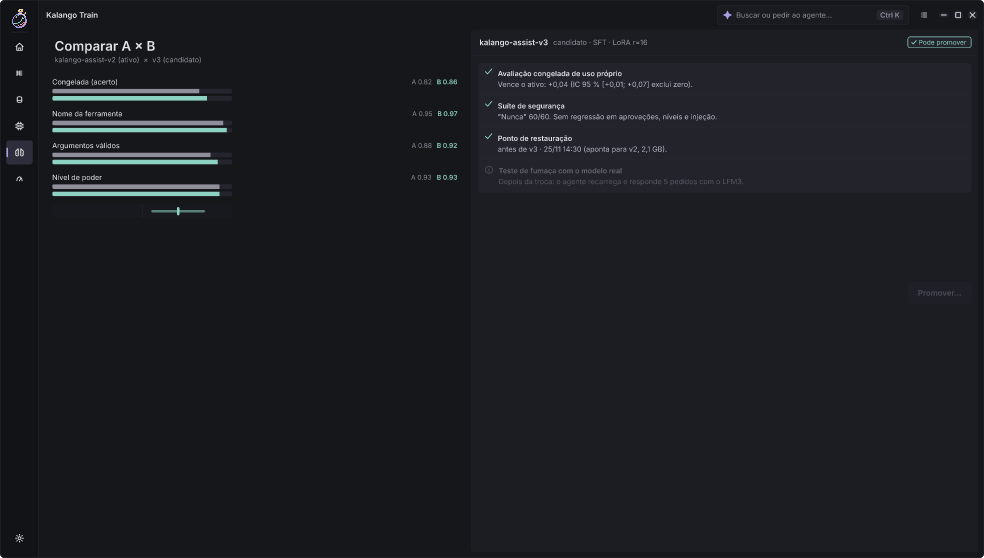 Kalango Train
Buscar ou pedir ao agente...
Ctrl K
Comparar A × B
kalango-assist-v2 (ativo) × v3 (candidato)
Congelada (acerto)
A 0.82 B 0.86
Nome da ferramenta
A 0.95 B 0.97
Argumentos válidos
A 0.88 B 0.92
Nível de poder
A 0.93 B 0.93
kalango-assist-v3 candidato · SFT · LoRA r=16
Pode promover
Avaliação congelada de uso próprio
Vence o ativo: +0,04 (IC 95 % [+0,01; +0,07] exclui zero).
Suíte de segurança
"Nunca" 60/60. Sem regressão em aprovações, níveis e injeção.
Ponto de restauração
antes de v3 · 25/11 14:30 (aponta para v2, 2,1 GB).
Teste de fumaça com o modelo real
Depois da troca: o agente recarrega e responde 5 pedidos com o LFM3.
Promover...